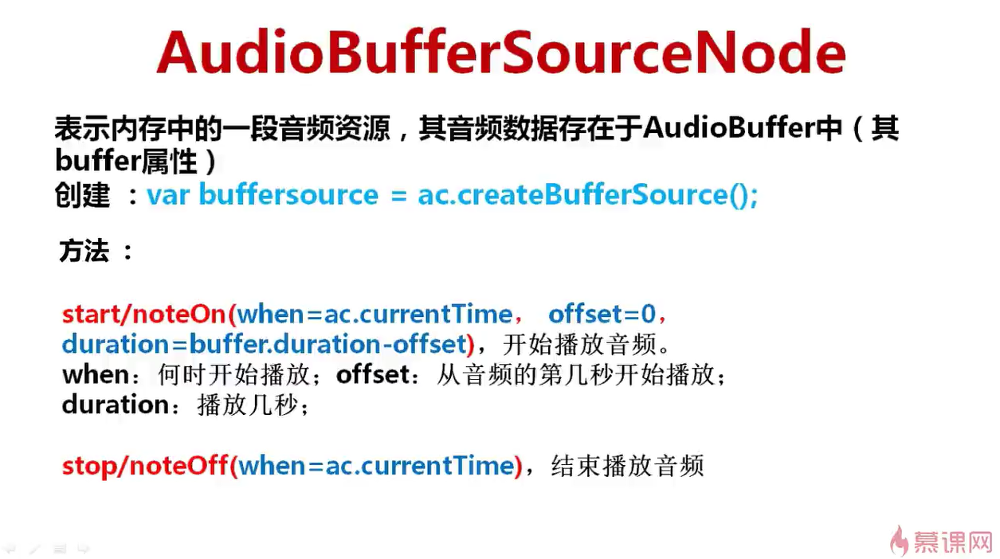 AudioBufferSourceNode
表示内存中的一段音频资源，其音频数据存在于AudioBuffer中（其
buffer属性）
创建 ：var buffersource = ac.createBufferSource();
方法 ：
start/noteOn(when=ac.currentTime， offset=0，
duration=buffer.duration-offset)，开始播放音频。
when：何时开始播放；offset：从音频的第几秒开始播放；
duration：播放几秒；
stop/noteOff(when=ac.currentTime)，结束播放音频
慕课网